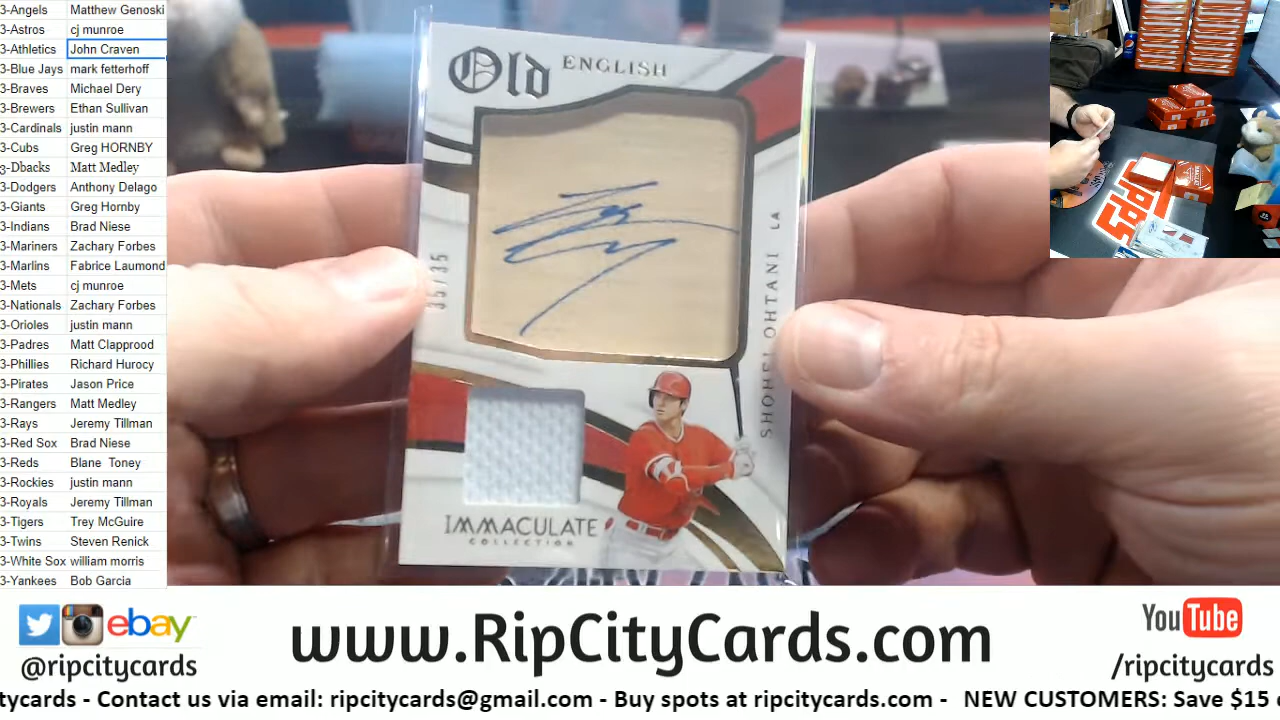 3-Angels Matthew Genoski
3-Astros cj munroe
3-Athletics John Craven
3-Blue Jays mark fetterhoff
3-Braves Michael Dery
3-Brewers Ethan Sullivan
3-Cardinals justin mann
3-Cubs Greg HORNBY
3-Dbacks Matt Medley
3-Dodgers Anthony Delago
3-Giants Greg Hornby
3-Indians Brad Niese
3-Mariners Zachary Forbes
3-Marlins Fabrice Laumond
3-Mets cj munroe
3-Nationals Zachary Forbes
3-Orioles justin mann
3-Padres Matt Clapprood
3-Phillies Richard Hurocy
3-Pirates Jason Price
3-Rangers Matt Medley
3-Rays Jeremy Tillman
3-Red Sox Brad Niese
3-Reds Blane Toney
3-Rockies justin mann
3-Royals Jeremy Tillman
3-Tigers Trey McGuire
3-Twins Steven Renick
3-White Sox william morris
3-Yankees Bob Garcia
Old ENGLISH
35/35
SHOHEI OHTANI LA
IMMACULATE
COLLECTION
ebay
@ripcitycards
www.RipCityCards.com
YouTube
/ripcitycards
tycards - Contact us via email: ripcitycards@gmail.com - Buy spots at ripcitycards.com - NEW CUSTOMERS: Save $15